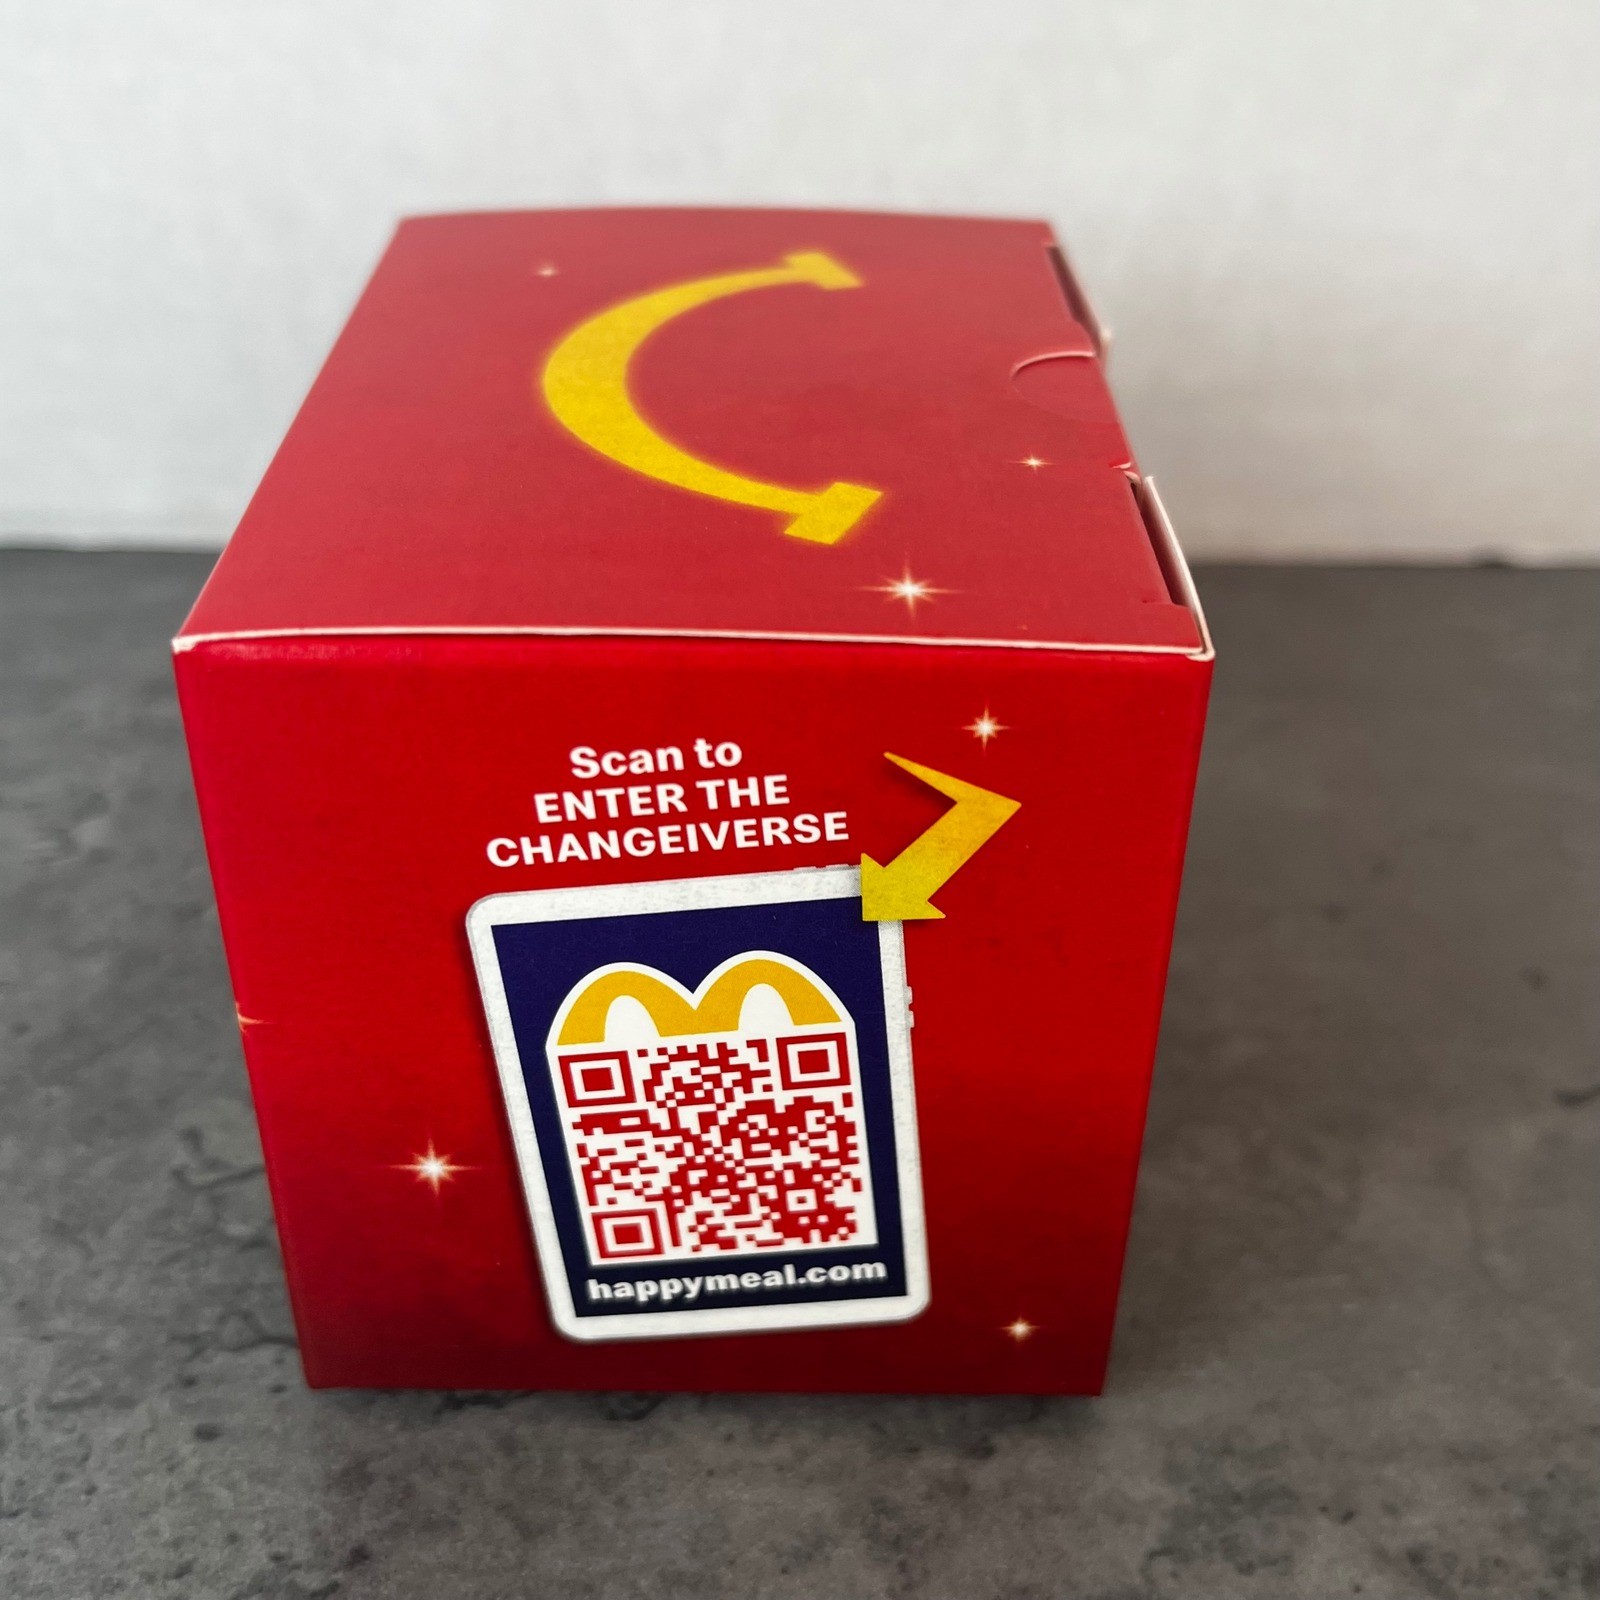 Scan to
ENTER THE
CHANGEIVERSE
happymeal.com